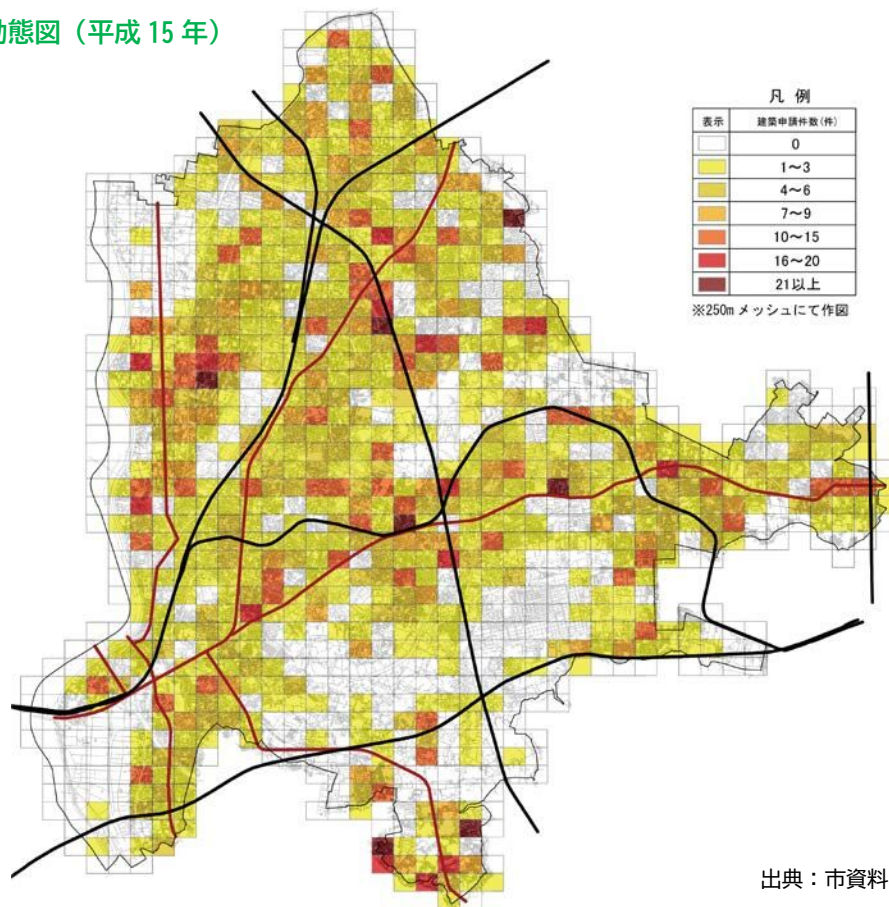 動態図（平成 15 年）
凡 例
表示 建築申請件数(件)
0
1～3
4～6
7～9
10～15
16～20
21以上
※250m メッシュにて作図
出典：市資料